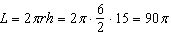 L = 2πrh = 2π · 6/2 · 15 = 90π